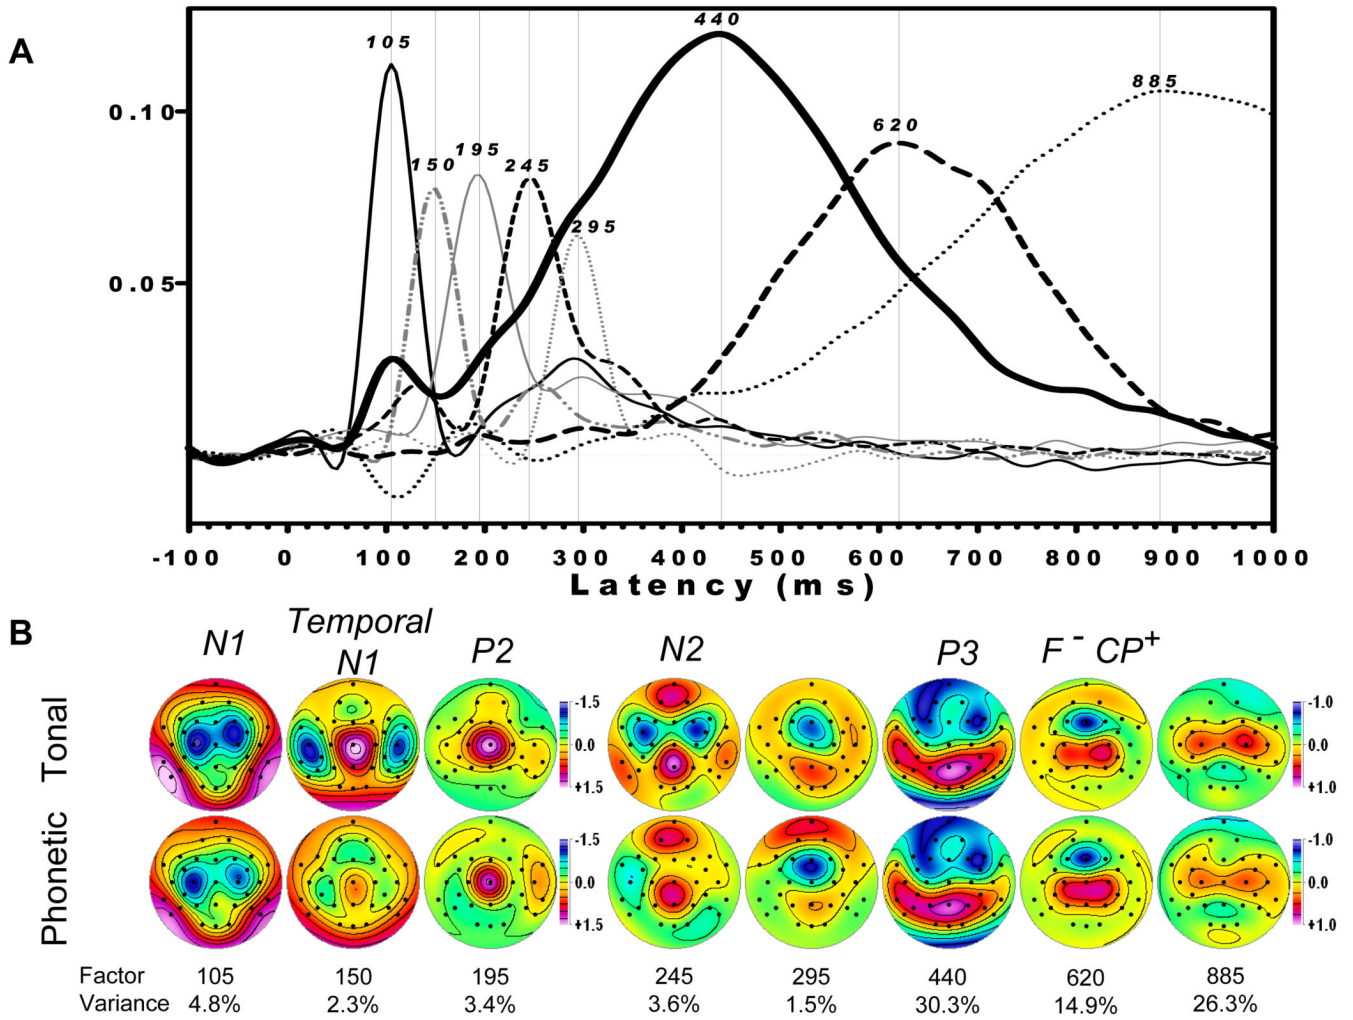 A
440
105
885
0.10
620
195
150
245
295
0.05
-100 0 100 200 300 400 500 600 700 800 900 1000
Latency (ms)
B
N1 Temporal N1 P2 N2 P3 F- CP+
Tonal
-1.5 -1.0
0.0 0.0
+1.5 +1.0
Phonetic
-1.5 -1.0
0.0 0.0
+1.5 +1.0
Factor 105 150 195 245 295 440 620 885
Variance 4.8% 2.3% 3.4% 3.6% 1.5% 30.3% 14.9% 26.3%